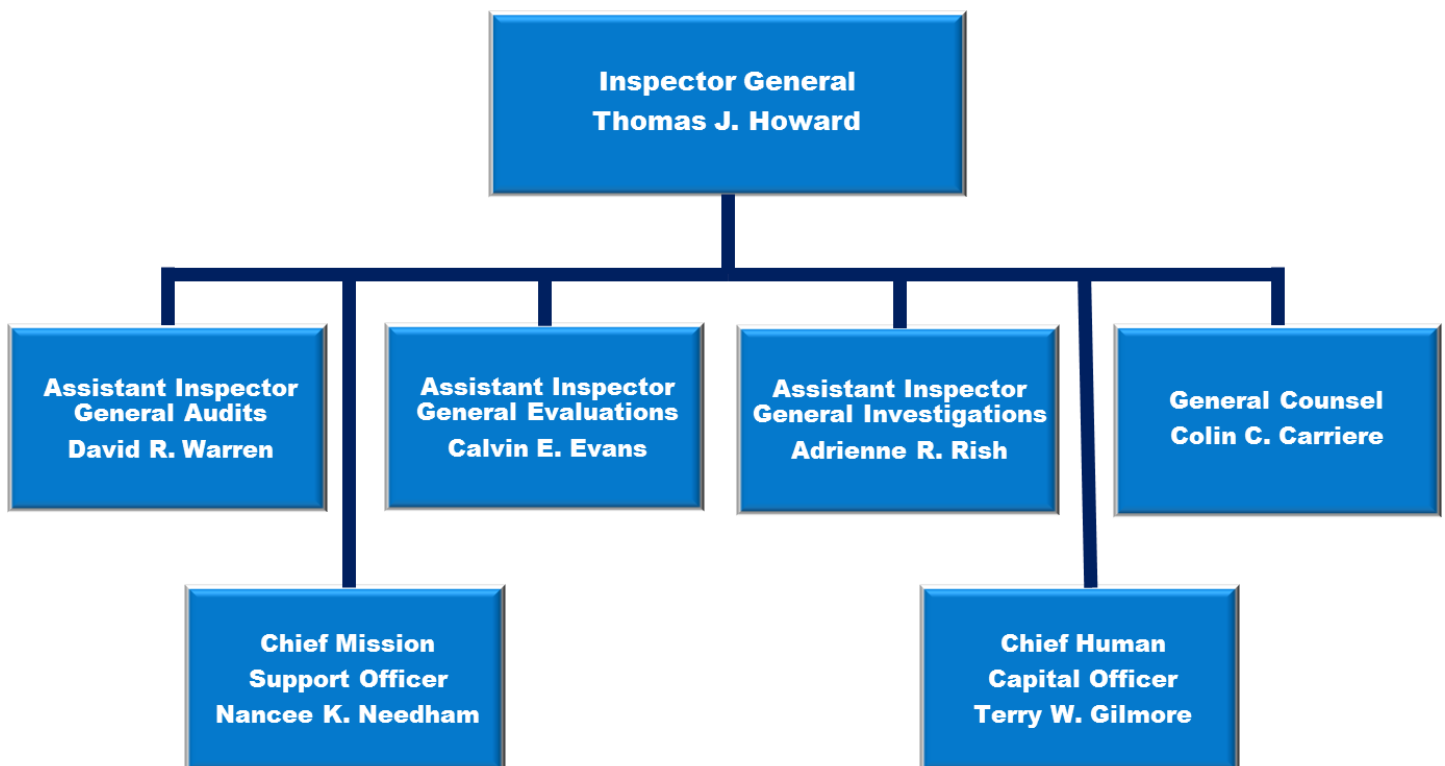 Inspector General
Thomas J. Howard
Assistant Inspector
General Audits
David R. Warren
Assistant Inspector
General Evaluations
Calvin E. Evans
Assistant Inspector
General Investigations
Adrienne R. Rish
General Counsel
Colin C. Carriere
Chief Mission
Support Officer
Nancee K. Needham
Chief Human
Capital Officer
Terry W. Gilmore